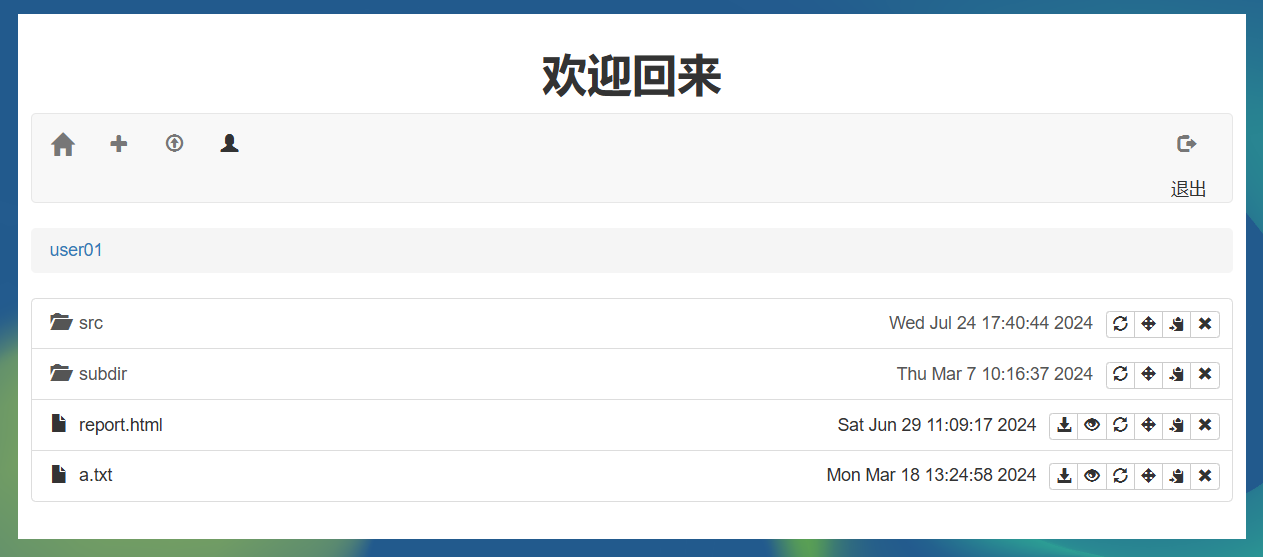 欢迎回来
退出
user01
src Wed Jul 24 17:40:44 2024
subdir Thu Mar 7 10:16:37 2024
report.html Sat Jun 29 11:09:17 2024
a.txt Mon Mar 18 13:24:58 2024